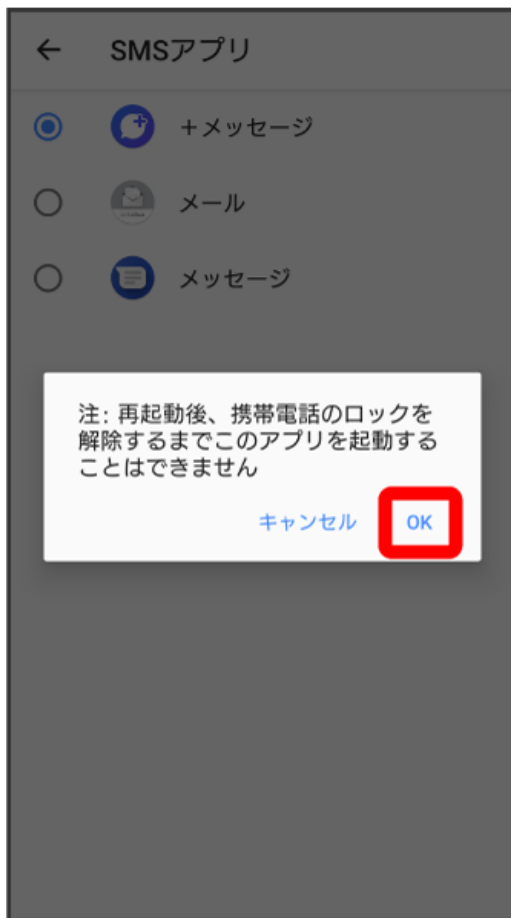 SMSアプリ
+メッセージ
メール
メッセージ
注: 再起動後、携帯電話のロックを
解除するまでこのアプリを起動する
ことはできません
キャンセル OK